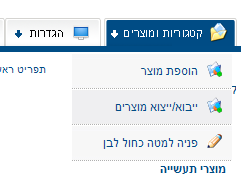 קטגוריות ומוצרים
הגדרות
תפריט ראש
הוספת מוצר
ייבוא/ייצוא מוצרים
פניה למטה כחול לבן
מוצרי תעשייה